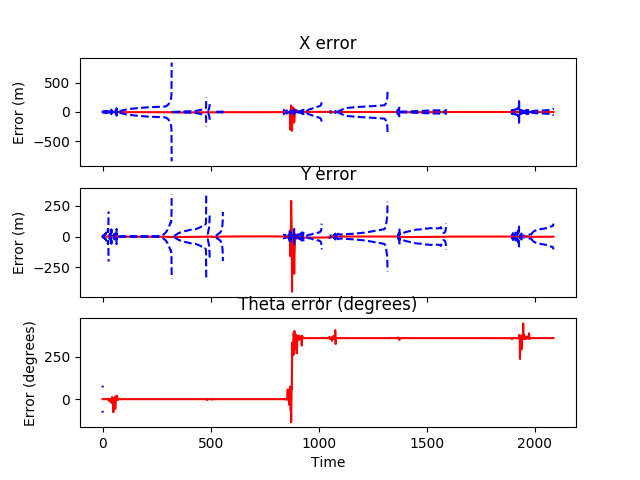 X error
Error (m)
500
0
−500
Y error
Error (m)
250
0
−250
Theta error (degrees)
Error (degrees)
250
0
0
500
1000
1500
2000
Time